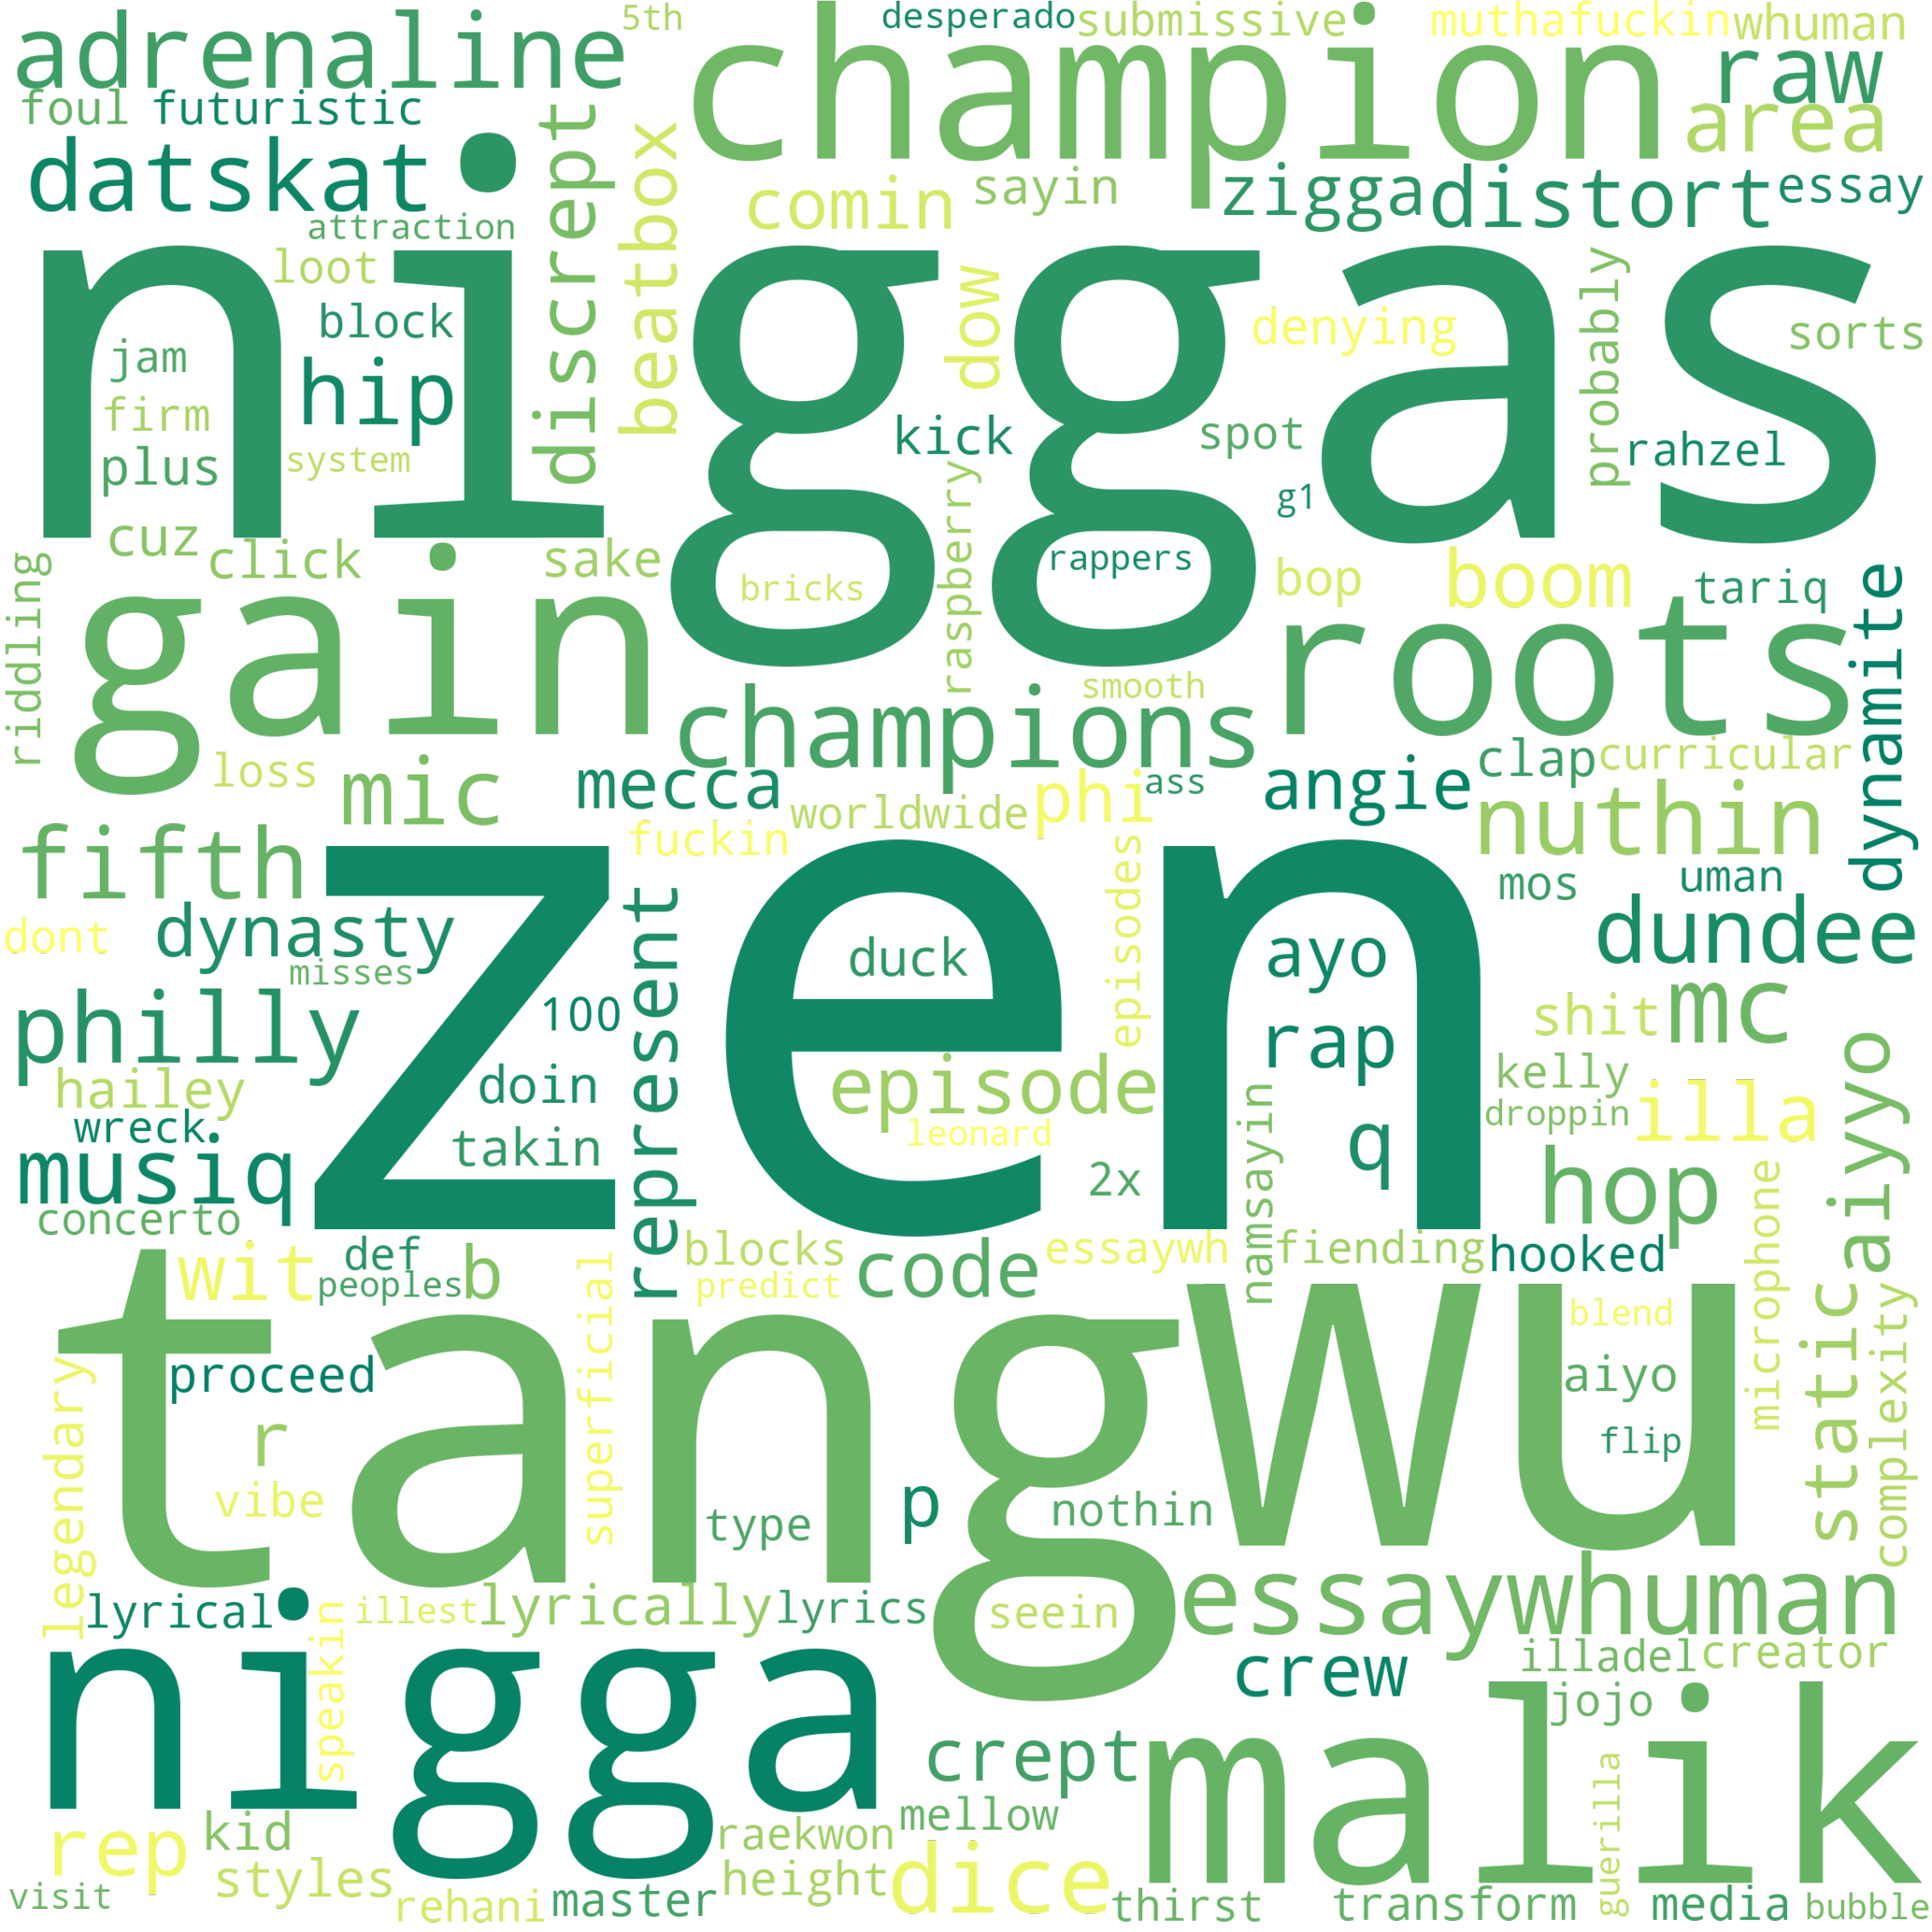 adrenaline
5th
champion
desperado
submissive
muthafuckin
whuman
raw
foul
futuristic
area
datskat
discrept
beatbox
comin
sayin
zigga
distort
essay
attraction
niggas
loot
block
jam
hip
firm
plus
system
dow
denying
kick
spot
probably
sorts
rahzel
g1
raspberry
cuz
click
sake
bricks
rappers
bop
boom
tariq
dynamite
riddling
gain
roots
smooth
champions
loss
mic
mecca
worldwide
phi
ass
angie
clap
curricular
fifth
fuckin
nuthin
zen
episodes
mos
uman
dont
dynasty
misses
represent
duck
ayo
dundee
philly
100
shit
mc
hailey
doin
episode
rap
kelly
illa
aiyyo
wreck
takin
leonard
namsayin
droppin
musiq
2x
q
hop
concerto
wit
def
peoples
b
superficial
blocks
predict
code
essaywh
fiending
hooked
microphone
static
complexity
tang
wu
blend
legendary
proceed
aiyo
r
flip
vibe
type
p
nothin
lyrical
speakin
illest
lyrically
lyrics
seein
essaywhuman
nigga
crew
illadel
creator
malik
jojo
crept
guerilla
rep
kid
raekwon
mellow
styles
height
dice
visit
rehani
master
thirst
transform
media
bubble